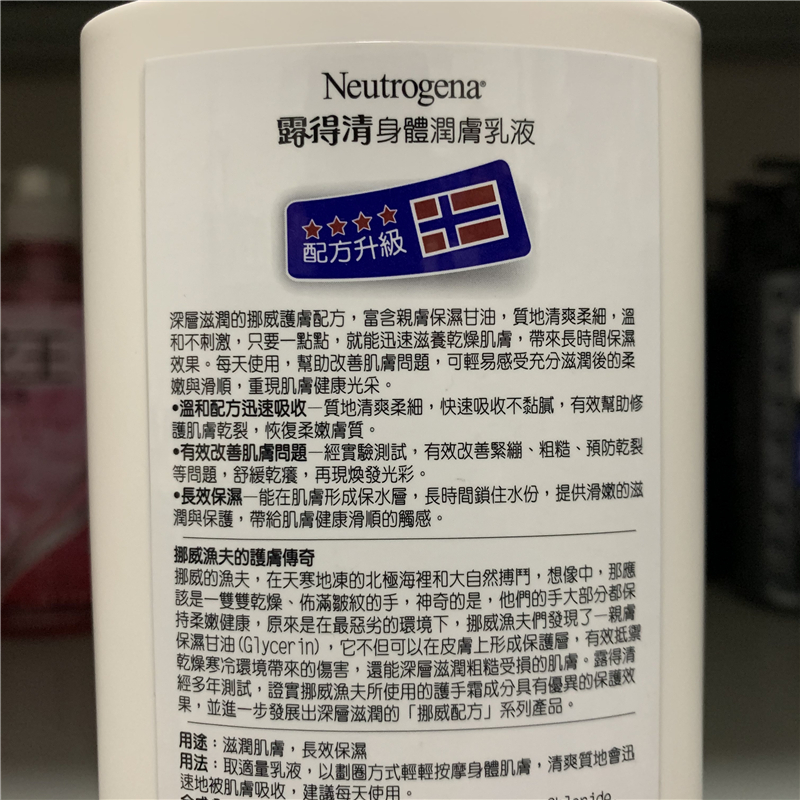 Neutrogena®
露得清身體潤膚乳液
配方升級
深層滋潤的挪威護膚配方，富含親膚保濕甘油，質地清爽柔細，溫
和不刺激，只要一點點，就能迅速滋養乾燥肌膚，帶來長時間保濕
效果。每天使用，幫助改善肌膚問題，可輕易感受充分滋潤後的柔
嫩與滑順，重現肌膚健康光采。
•溫和配方迅速吸收—質地清爽柔細，快速吸收不黏膩，有效幫助修
護肌膚乾裂，恢復柔嫩膚質。
•有效改善肌膚問題—經實驗測試，有效改善緊繃、粗糙、預防乾裂
等問題，舒緩乾癢，再現煥發光彩。
•長效保濕—能在肌膚形成保水層，長時間鎖住水份，提供滑嫩的滋
潤與保護，帶給肌膚健康滑順的觸感。
挪威漁夫的護膚傳奇
挪威的漁夫，在天寒地凍的北極海裡和大自然搏鬥，想像中，那應
該是一雙雙乾燥、佈滿皺紋的手，神奇的是，他們的手大部分都保
持柔嫩健康，原來是在最惡劣的環境下，挪威漁夫們發現了一親膚
保濕甘油(Glycerin)，它不但可以在皮膚上形成保護層，有效抵禦
乾燥寒冷環境帶來的傷害，還能深層滋潤粗糙受損的肌膚。露得清
經多年測試，證實挪威漁夫所使用的護手霜成分具有優異的保護效
果，並進一步發展出深層滋潤的「挪威配方」系列產品。
用途：滋潤肌膚，長效保濕
用法：取適量乳液，以劃圈方式輕輕按摩身體肌膚，清爽質地會迅
速地被肌膚吸收，建議每天使用。